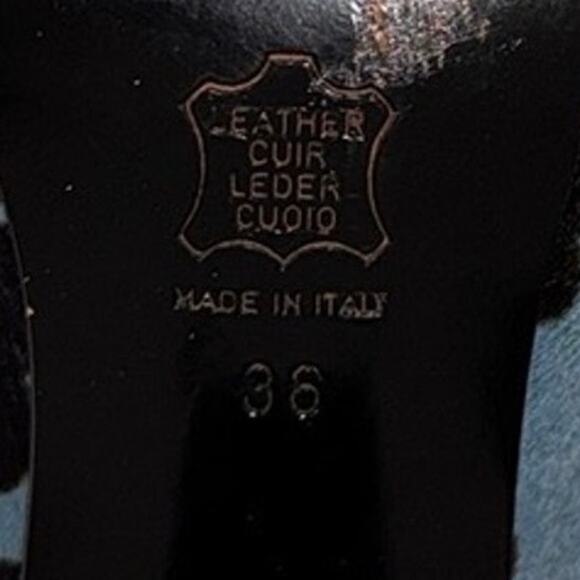 LEATHER
CUIR
LEDER
CUOIO
MADE IN ITALY
36